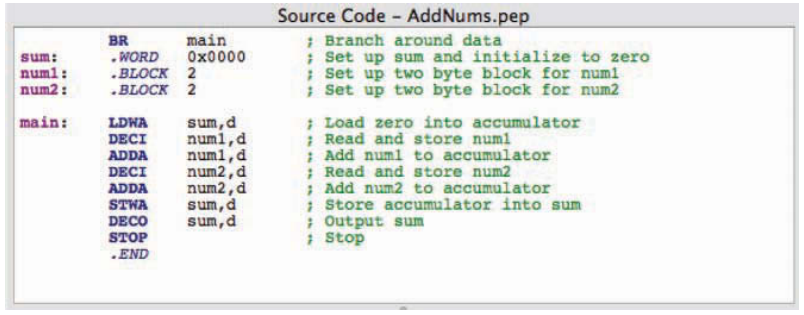 Source Code - AddNums.pep
BR main ; Branch around data
sum: .WORD 0x0000 ; Set up sum and initialize to zero
num1: .BLOCK 2 ; Set up two byte block for num1
num2: .BLOCK 2 ; Set up two byte block for num2
main: LDWA sum,d ; Load zero into accumulator
DECI num1,d ; Read and store num1
ADDA num1,d ; Add num1 to accumulator
DECI num2,d ; Read and store num2
ADDA num2,d ; Add num2 to accumulator
STWA sum,d ; Store accumulator into sum
DECO sum,d ; Output sum
STOP ; Stop
.END